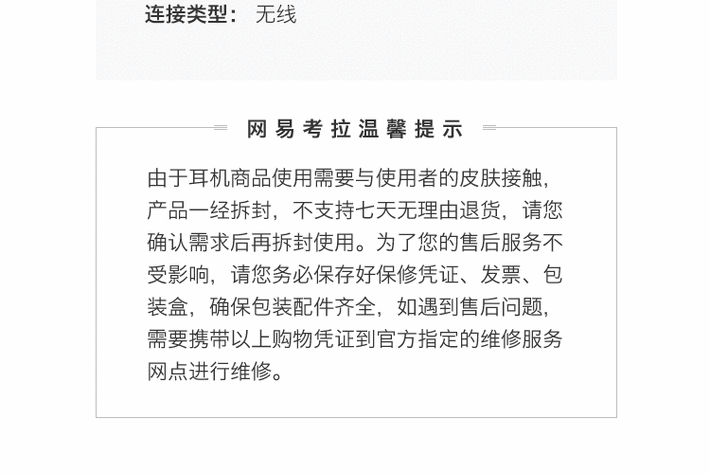 连接类型： 无线
网易考拉温馨提示
由于耳机商品使用需要与使用者的皮肤接触，
产品一经拆封，不支持七天无理由退货，请您
确认需求后再拆封使用。为了您的售后服务不
受影响，请您务必保存好保修凭证、发票、包
装盒，确保包装配件齐全，如遇到售后问题，
需要携带以上购物凭证到官方指定的维修服务
网点进行维修。